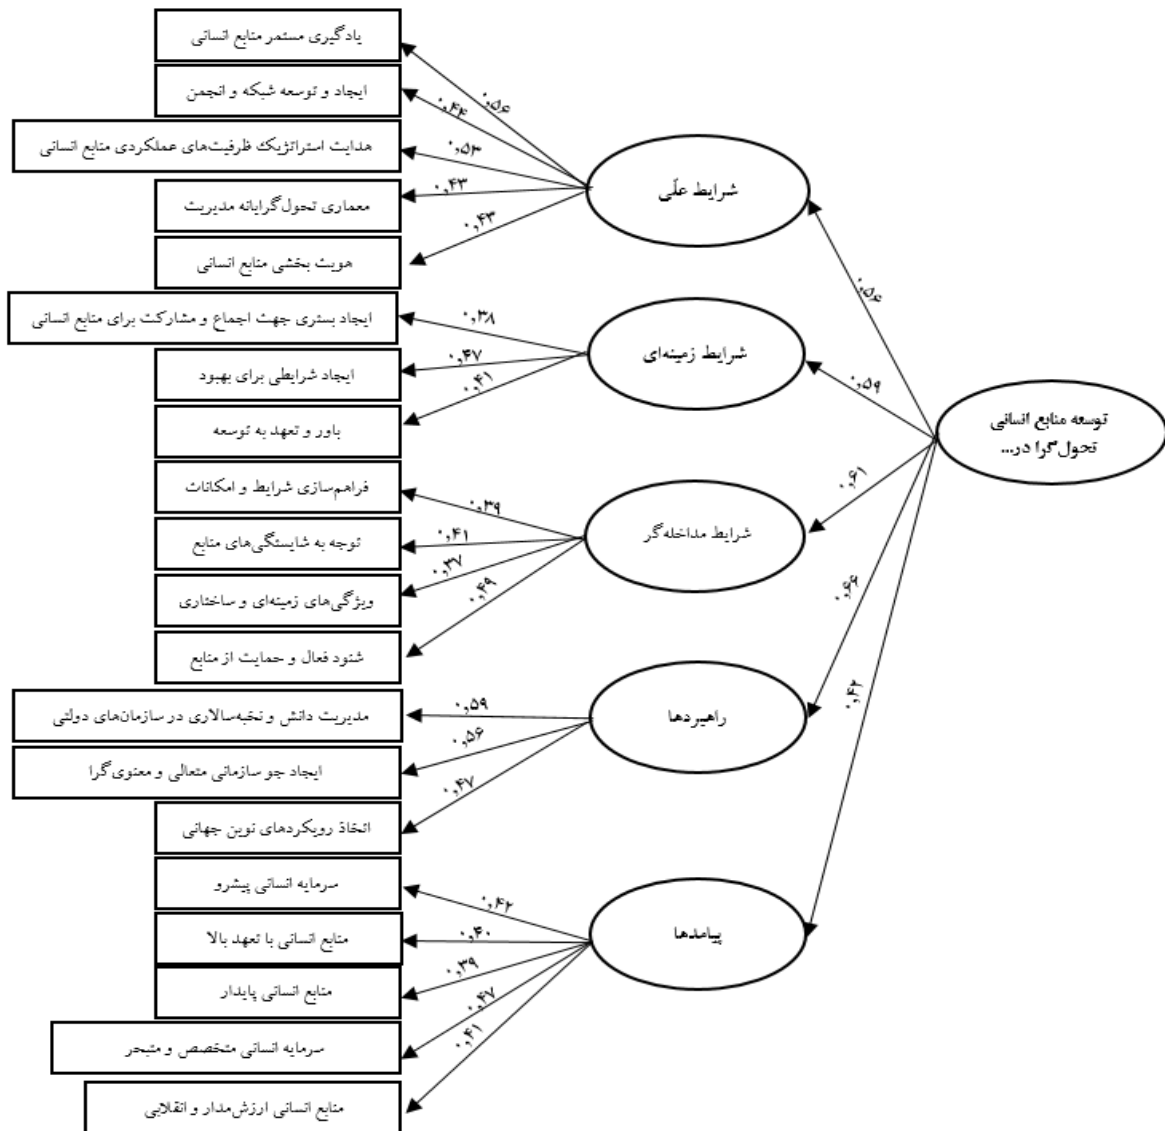 توسعه منابع انسانی
تحول‌گرا در...
۰٫۵۶
۰٫۵۹
۰٫۶۱
۰٫۶۶
۰٫۴۲
شرایط علّی
۰٫۵۶
یادگیری مستمر منابع انسانی
۰٫۴۴
ایجاد و توسعه شبکه و انجمن
۰٫۵۳
هدایت استراتژیک ظرفیت‌های عملکردی منابع انسانی
۰٫۴۳
معماری تحول‌گرایانه مدیریت
۰٫۴۳
هویت بخشی منابع انسانی
شرایط زمینه‌ای
۰٫۳۸
ایجاد بستری جهت اجماع و مشارکت برای منابع انسانی
۰٫۴۷
ایجاد شرایطی برای بهبود
۰٫۴۱
باور و تعهد به توسعه
شرایط مداخله‌گر
۰٫۳۹
فراهم‌سازی شرایط و امکانات
۰٫۴۱
توجه به شایستگی‌های منابع
۰٫۳۷
ویژگی‌های زمینه‌ای و ساختاری
۰٫۴۹
شنود فعال و حمایت از منابع
راهبردها
۰٫۵۹
مدیریت دانش و نخبه‌سالاری در سازمان‌های دولتی
۰٫۵۶
ایجاد جو سازمانی متعالی و معنوی‌گرا
۰٫۴۷
اتخاذ رویکردهای نوین جهانی
پیامدها
۰٫۴۲
سرمایه انسانی پیشرو
۰٫۴۰
منابع انسانی با تعهد بالا
۰٫۳۹
منابع انسانی پایدار
۰٫۴۷
سرمایه انسانی متخصص و متبحر
۰٫۴۱
منابع انسانی ارزش‌مدار و انقلابی